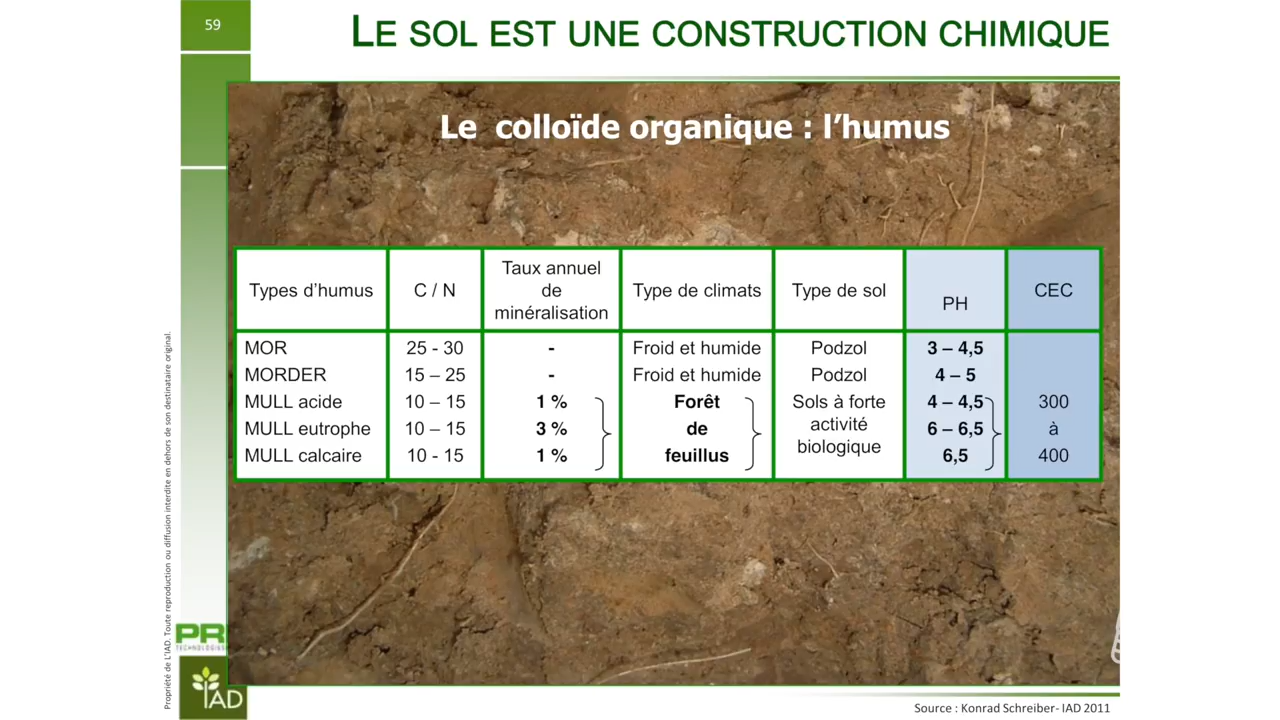 59
LE SOL EST UNE CONSTRUCTION CHIMIQUE
Le colloïde organique : l’humus
Types d’humus C / N Taux annuel de minéralisation Type de climats Type de sol PH CEC
MOR 25 - 30 - Froid et humide Podzol 3 – 4,5
MORDER 15 – 25 - Froid et humide Podzol 4 – 5
MULL acide 10 – 15 1 % Forêt Sols à forte 4 – 4,5 300
MULL eutrophe 10 – 15 3 % de activité 6 – 6,5 à
MULL calcaire 10 - 15 1 % feuillus biologique 6,5 400
Propriété de L’IAD. Toute reproduction ou diffusion interdite en dehors de son destinataire original.
PR
IAD
Source : Konrad Schreiber- IAD 2011